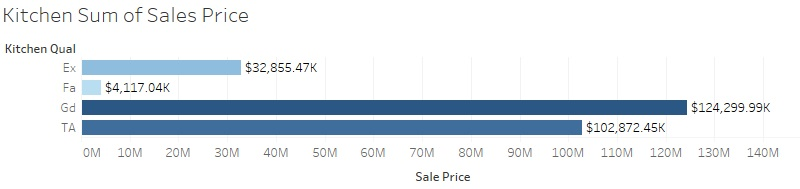 Kitchen Sum of Sales Price
Kitchen Qual
Ex $32,855.47K
Fa $4,117.04K
Gd $124,299.99K
TA $102,872.45K
0M 10M 20M 30M 40M 50M 60M 70M 80M 90M 100M 110M 120M 130M 140M
Sale Price